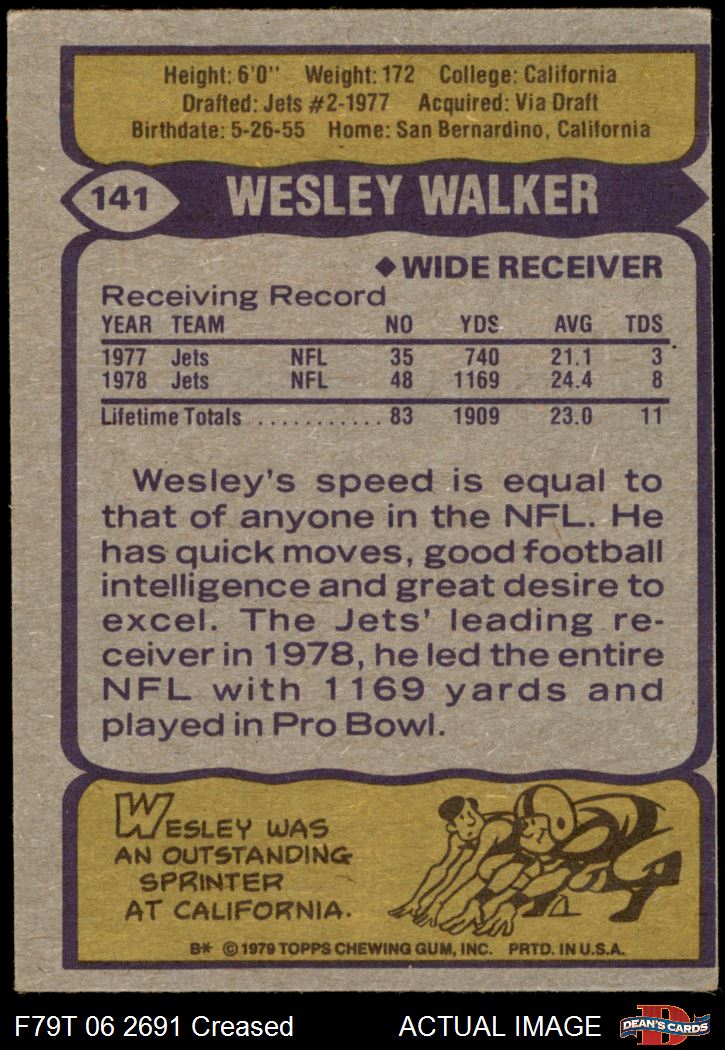 Height: 6'0" Weight: 172 College: California
Drafted: Jets #2-1977 Acquired: Via Draft
Birthdate: 5-26-55 Home: San Bernardino, California
141 WESLEY WALKER
◆WIDE RECEIVER
Receiving Record
YEAR TEAM NO YDS AVG TDS
1977 Jets NFL 35 740 21.1 3
1978 Jets NFL 48 1169 24.4 8
Lifetime Totals ........... 83 1909 23.0 11
Wesley's speed is equal to
that of anyone in the NFL. He
has quick moves, good football
intelligence and great desire to
excel. The Jets' leading re-
ceiver in 1978, he led the entire
NFL with 1169 yards and
played in Pro Bowl.
WESLEY WAS
AN OUTSTANDING
SPRINTER
AT CALIFORNIA.
B* © 1979 TOPPS CHEWING GUM, INC. PRTD. IN U.S.A.
F79T 06 2691 Creased ACTUAL IMAGE D DEAN'S CARDS